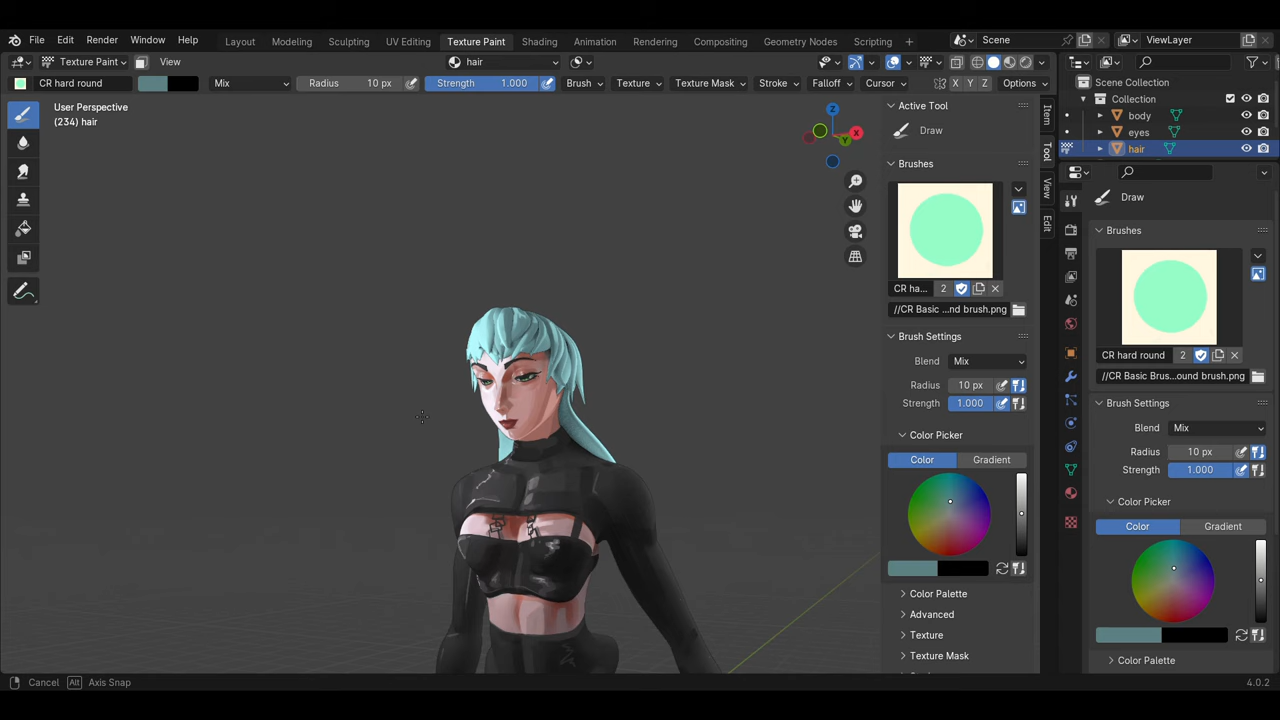 File Edit Render Window Help Layout Modeling Sculpting UV Editing Texture Paint Shading Animation Rendering Compositing Geometry Nodes Scripting + Scene ViewLayer
Texture Paint View hair
CR hard round Mix Radius 10 px Strength 1.000 Brush Texture Texture Mask Stroke Falloff Cursor X Y Z Options
User Perspective
(234) hair
Z
X
Y
Active Tool
Draw
Brushes
CR ha... 2
//CR Basic ...nd brush.png
Brush Settings
Blend Mix
Radius 10 px
Strength 1.000
Color Picker
Color Gradient
Color Palette
Advanced
Texture
Texture Mask
Item
Tool
View
Edit
Scene Collection
Collection
body
eyes
hair
Draw
Brushes
CR hard round 2
//CR Basic Brus...ound brush.png
Brush Settings
Blend Mix
Radius 10 px
Strength 1.000
Color Picker
Color Gradient
Color Palette
Cancel Alt Axis Snap
4.0.2